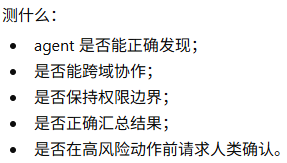 测什么：
• agent 是否能正确发现；
• 是否能跨域协作；
• 是否保持权限边界；
• 是否正确汇总结果；
• 是否在高风险动作前请求人类确认。